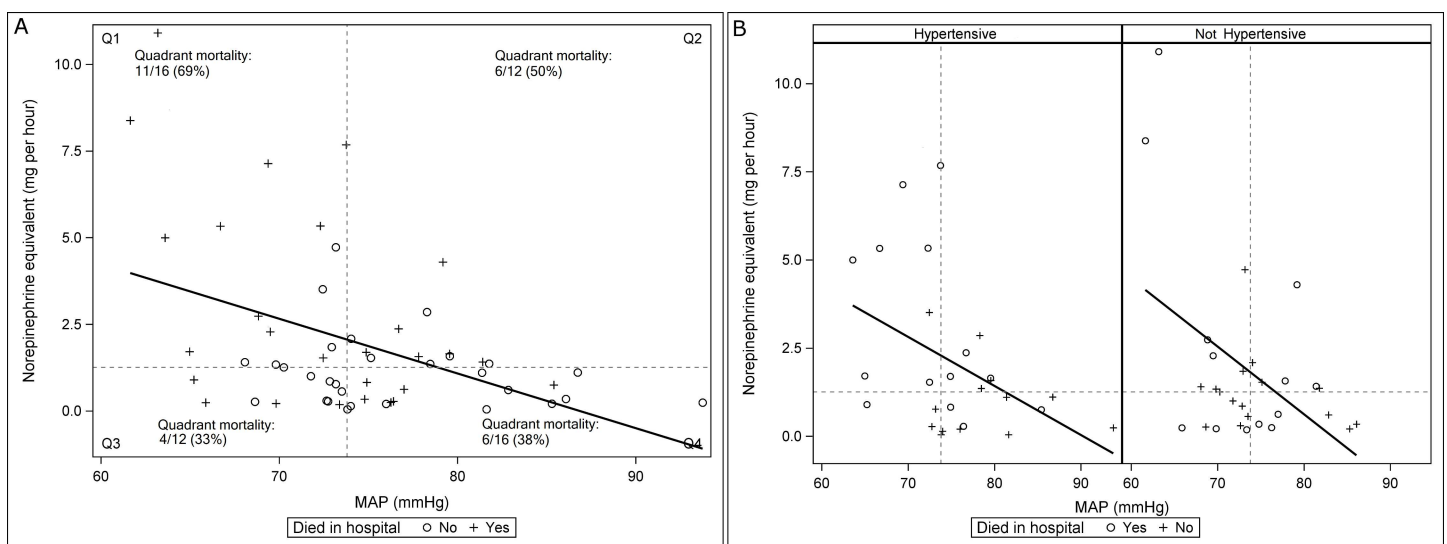 A
Q1
Q2
Quadrant mortality:
11/16 (69%)
Quadrant mortality:
6/12 (50%)
10.0
7.5
5.0
2.5
0.0
Norepinephrine equivalent (mg per hour)
4/12 (33%)
6/16 (38%)
Q3
Q4
60
70
80
90
MAP (mmHg)
Died in hospital No Yes
B
Hypertensive
Not Hypertensive
10.0
7.5
5.0
2.5
0.0
Norepinephrine equivalent (mg per hour)
60
70
80
90
60
70
80
90
MAP (mmHg)
Died in hospital Yes No